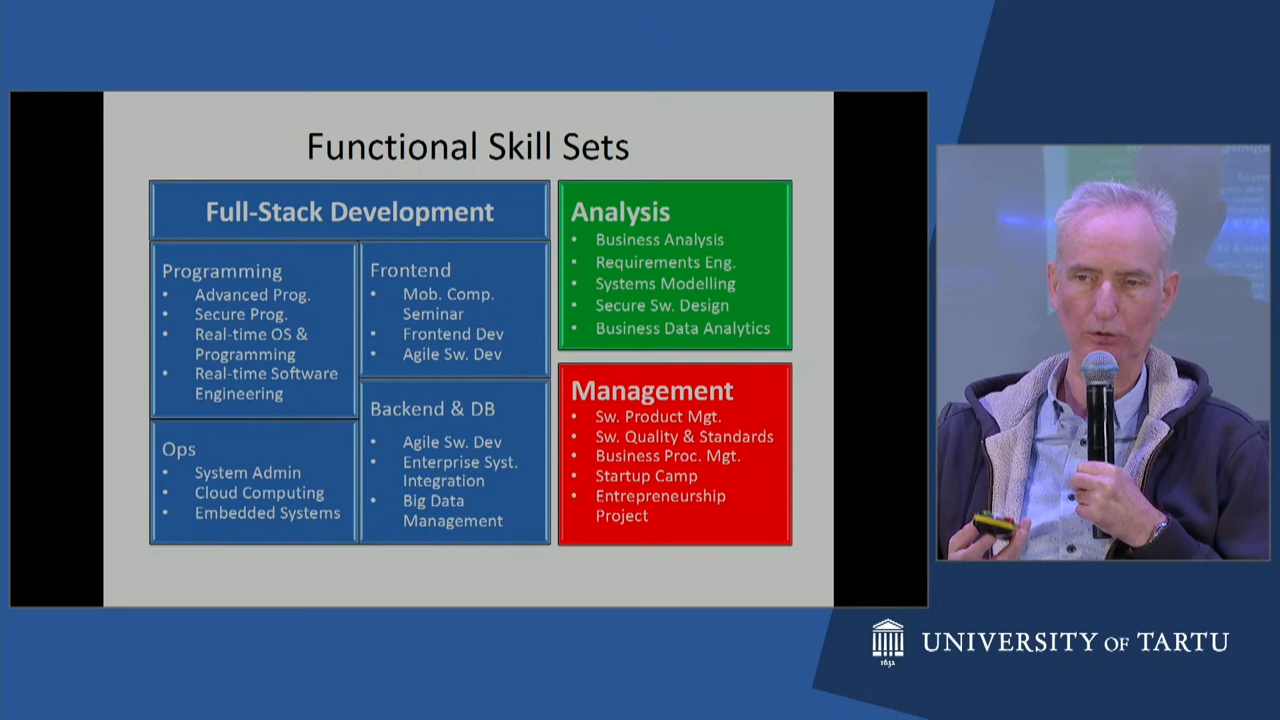 Functional Skill Sets
Full-Stack Development
Programming
• Advanced Prog.
• Secure Prog.
• Real-time OS &
Programming
• Real-time Software
Engineering
Ops
• System Admin
• Cloud Computing
• Embedded Systems
Frontend
• Mob. Comp.
Seminar
• Frontend Dev
• Agile Sw. Dev
Backend & DB
• Agile Sw. Dev
• Enterprise Syst.
Integration
• Big Data
Management
Analysis
• Business Analysis
• Requirements Eng.
• Systems Modelling
• Secure Sw. Design
• Business Data Analytics
Management
• Sw. Product Mgt.
• Sw. Quality & Standards
• Business Proc. Mgt.
• Startup Camp
• Entrepreneurship
Project
1632
UNIVERSITY OF TARTU